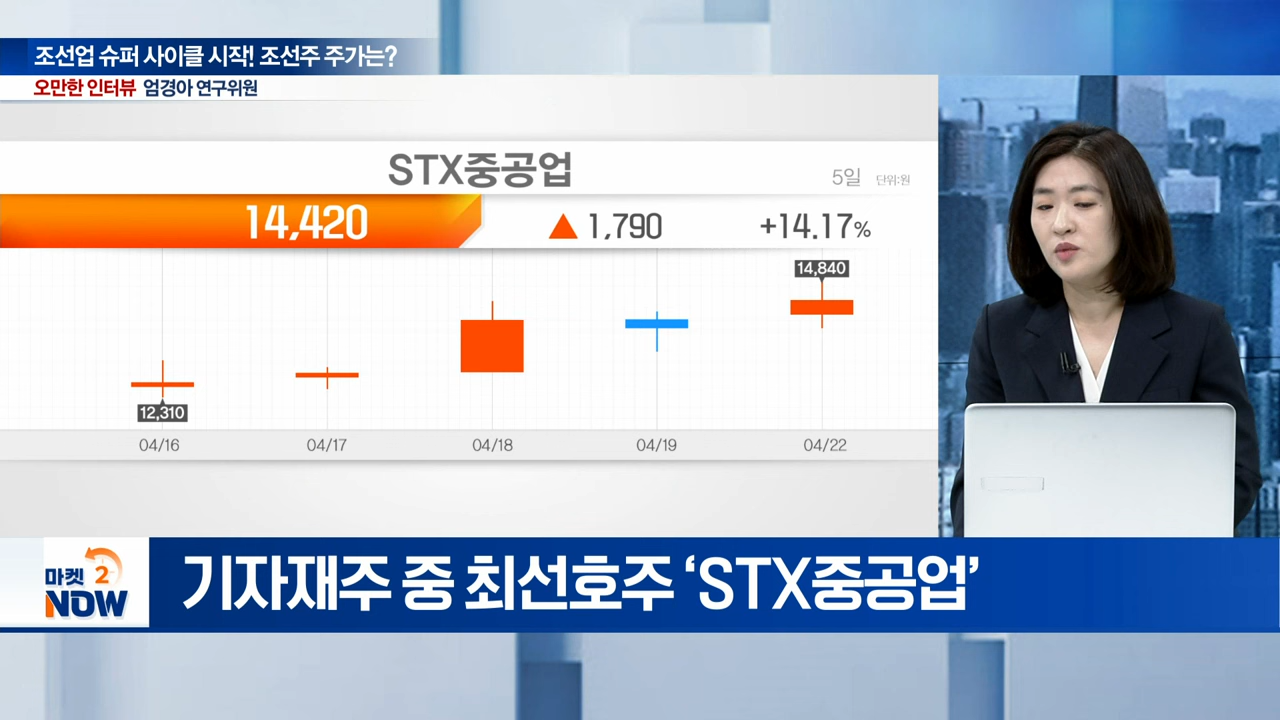 조선업 슈퍼 사이클 시작! 조선주 주가는?
오만한 인터뷰 엄경아 연구위원
STX중공업
5일 단위:원
14,420 ▲ 1,790 +14.17%
14,840
12,310
04/16 04/17 04/18 04/19 04/22
마켓 2
NOW
기자재주 중 최선호주 ‘STX중공업’